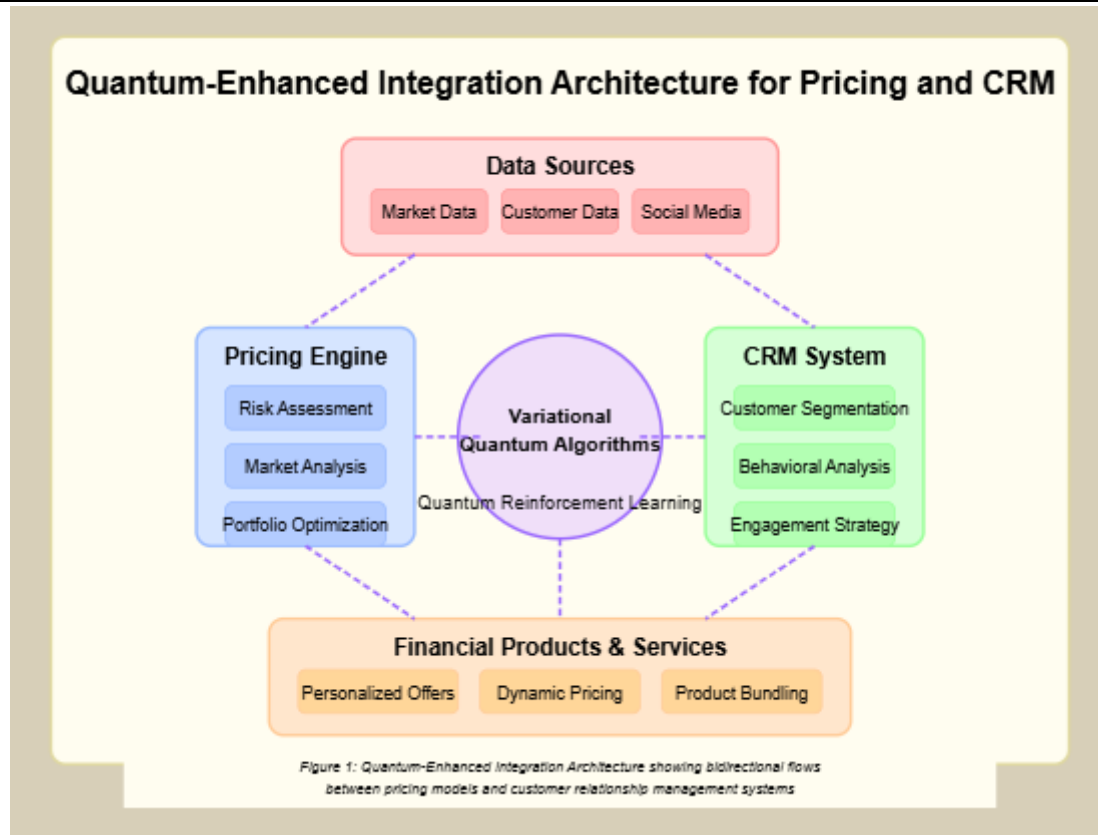 Quantum-Enhanced Integration Architecture for Pricing and CRM
Data Sources
Market Data
Customer Data
Social Media
Pricing Engine
Risk Assessment
Market Analysis
Portfolio Optimization
Variational
Quantum Algorithms
Quantum Reinforcement Learning
CRM System
Customer Segmentation
Behavioral Analysis
Engagement Strategy
Financial Products & Services
Personalized Offers
Dynamic Pricing
Product Bundling
Figure 1: Quantum-Enhanced Integration Architecture showing bidirectional flows
between pricing models and customer relationship management systems